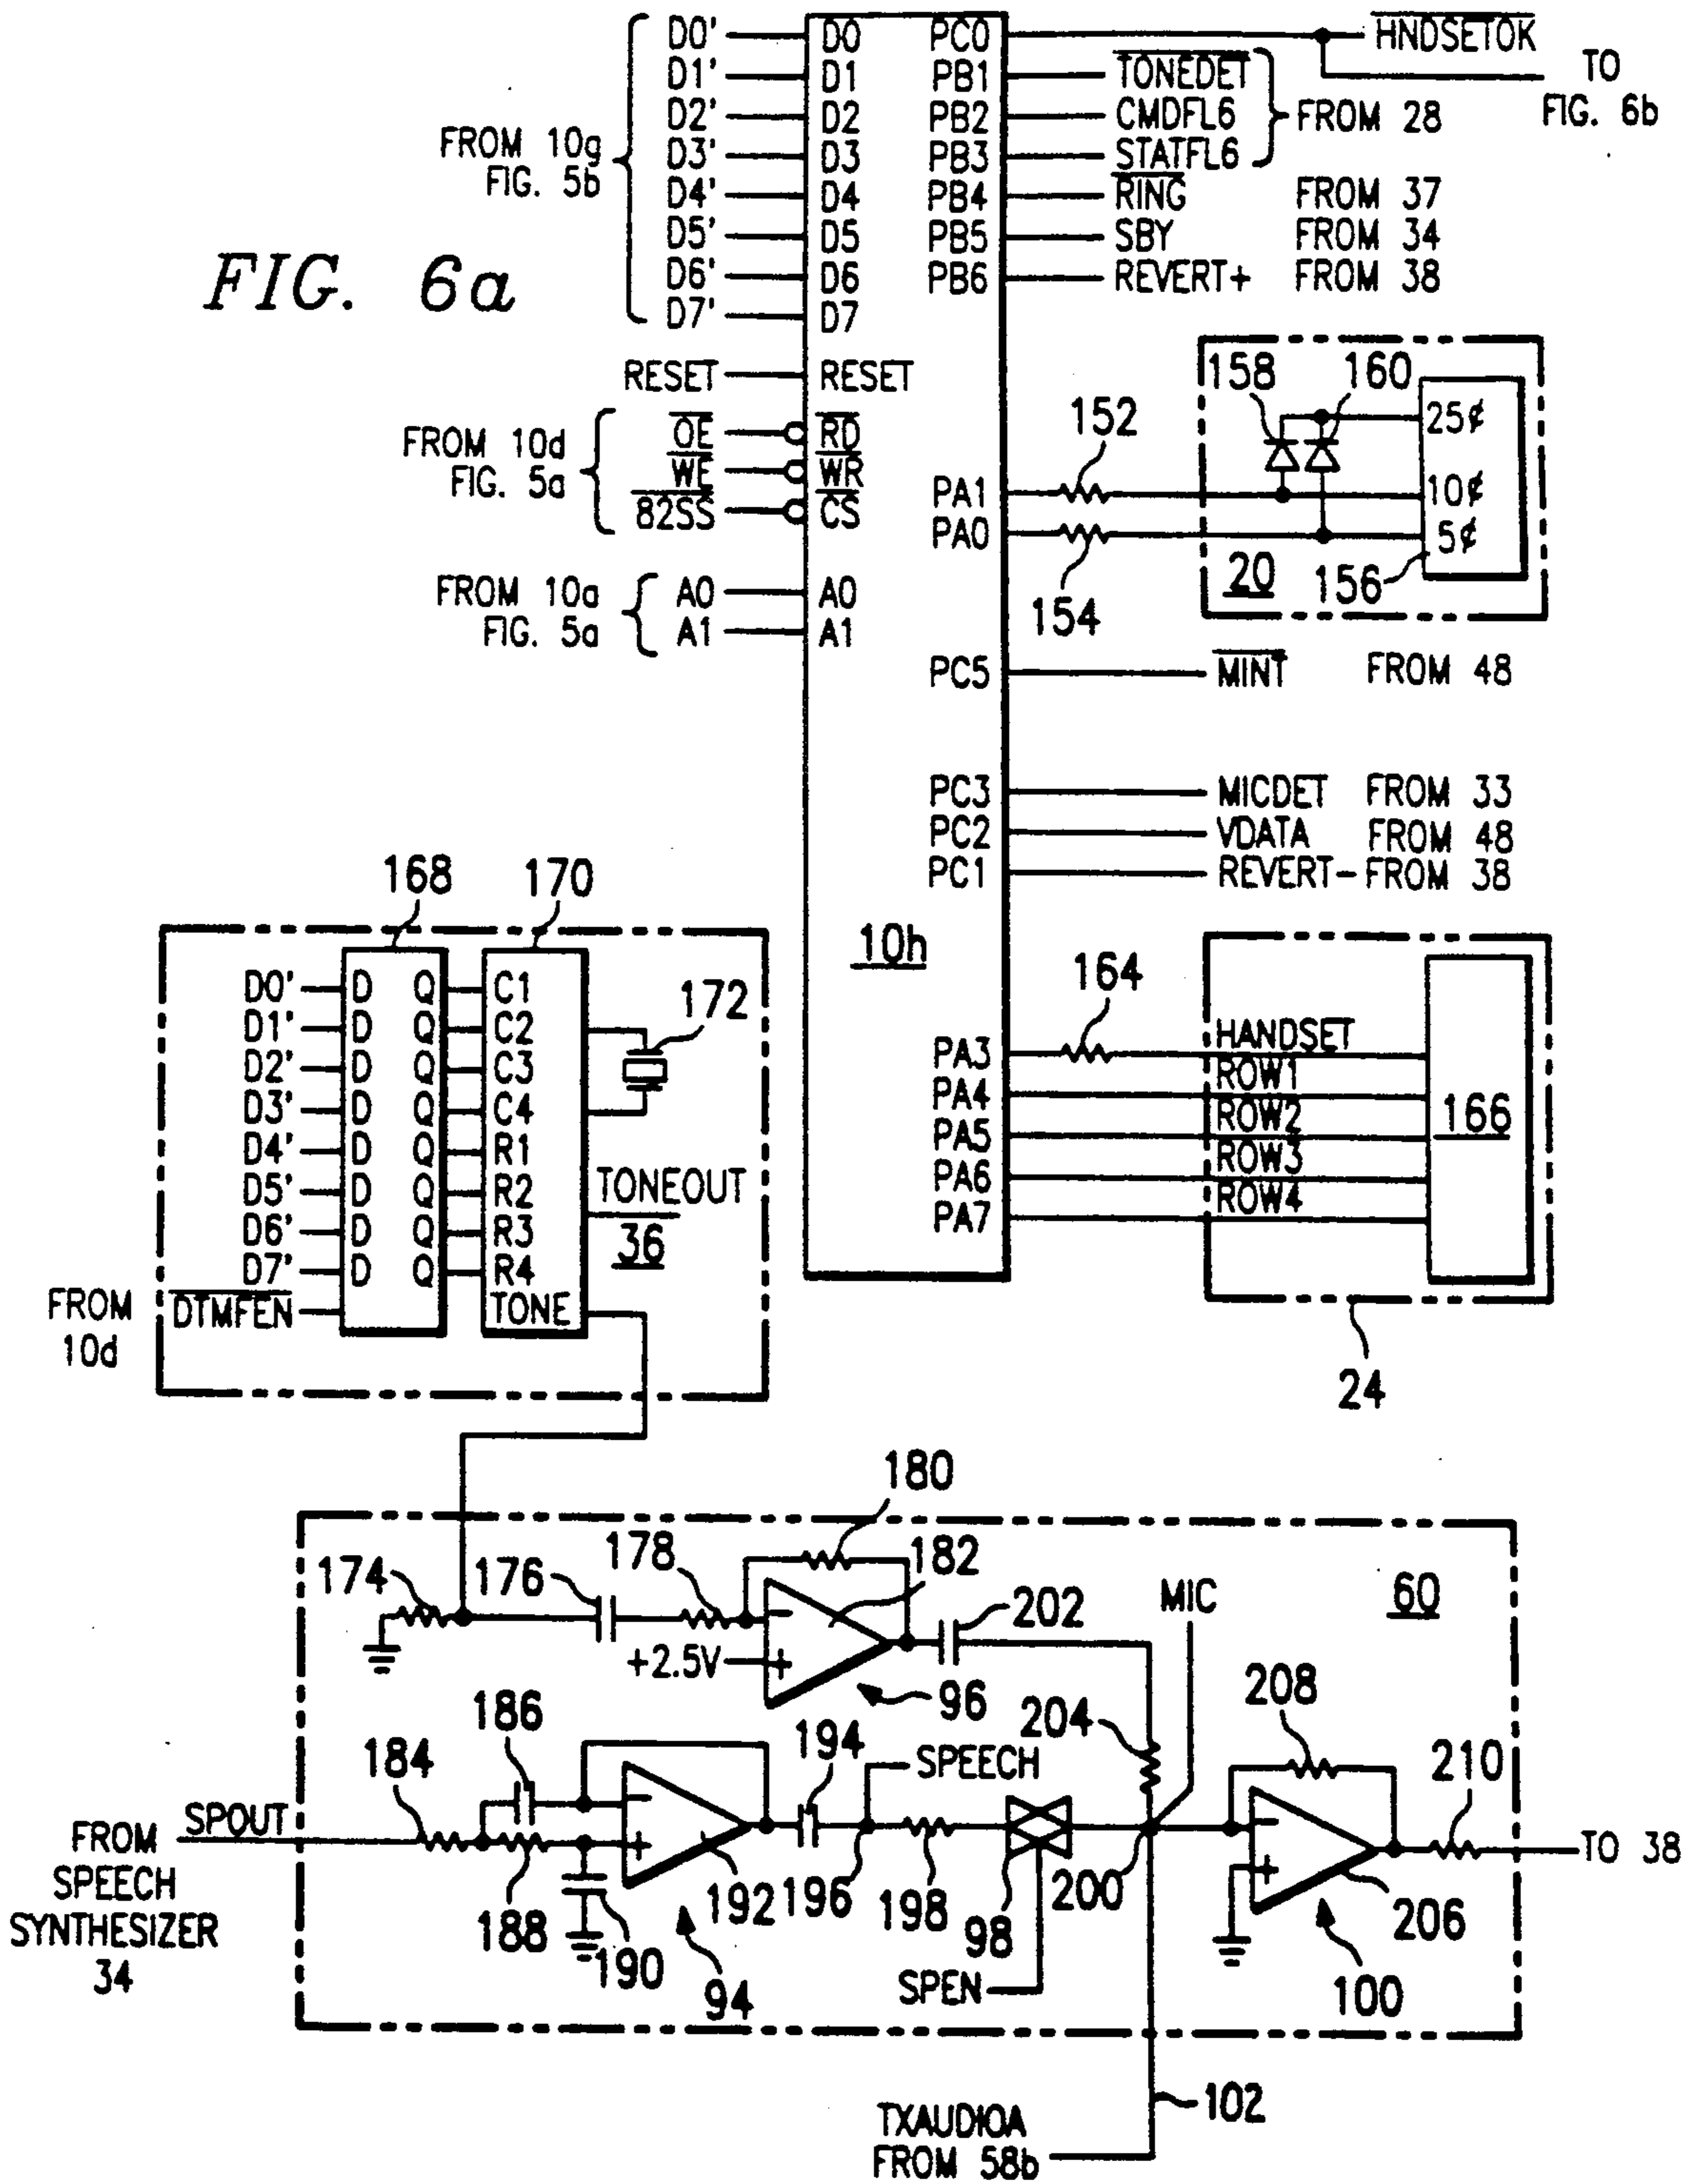 FIG. 6a
FROM 10g
FIG. 5b
D0' D0
D1' D1
D2' D2
D3' D3
D4' D4
D5' D5
D6' D6
D7' D7
RESET RESET
FROM 10d
FIG. 5a
OE RD
WE WR
82SS CS
FROM 10a
FIG. 5a
A0 A0
A1 A1
10h
PC0 HNDSETOK
TO
FIG. 6b
PB1 TONEDET
PB2 CMDFL6
PB3 STATFL6
FROM 28
PB4 RING FROM 37
PB5 SBY FROM 34
PB6 REVERT+ FROM 38
158 160
152
25¢
PA1 10¢
PA0 5¢
154
20 156
PC5 MINT FROM 48
PC3 MICDET FROM 33
PC2 VDATA FROM 48
PC1 REVERT- FROM 38
164
PA3 HANDSET
PA4 ROW1
PA5 ROW2
PA6 ROW3
PA7 ROW4
166
24
168 170
172
D0' D Q C1
D1' D Q C2
D2' D Q C3
D3' D Q C4
D4' D Q R1
D5' D Q R2
D6' D Q R3
D7' D Q R4
TONEOUT
36
FROM
10d
DTMFEN
TONE
180
174 176 178 182
202
MIC
60
+2.5V
- +
96
204
208
186
184
194
SPEECH
210
SPOUT
FROM
SPEECH
SYNTHESIZER
34
- +
188 190 192 196 198 98 200
94
SPEN
- +
206
100
TO 38
TXAUDIOA
FROM 58b
102